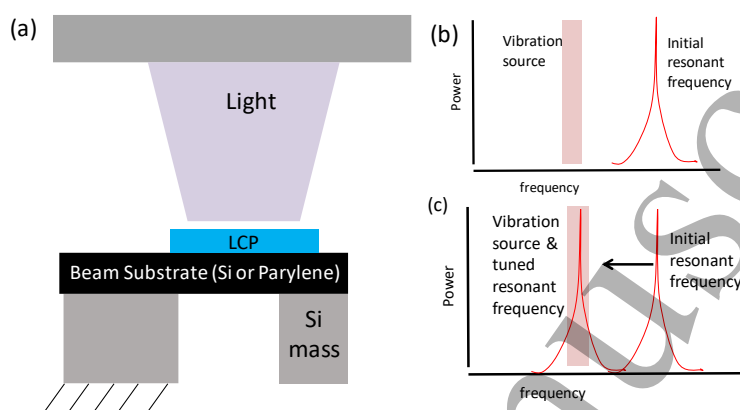 (a)
Light
LCP
Beam Substrate (Si or Parylene)
Si
mass
(b)
Vibration
source
Initial
resonant
frequency
Power
frequency
(c)
Vibration
source &
tuned
resonant
frequency
Initial
resonant
frequency
Power
frequency